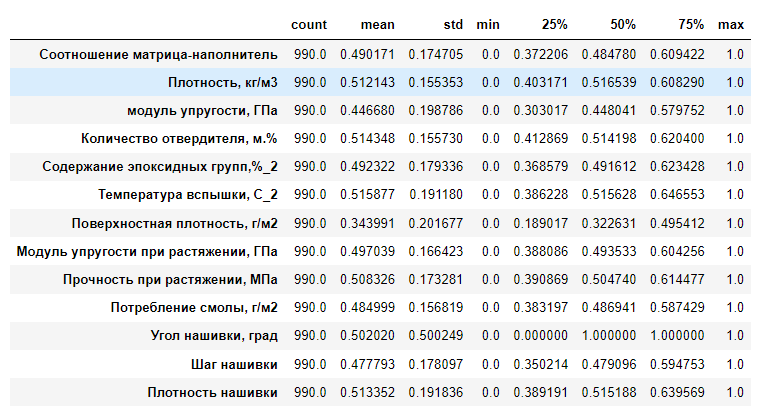 count mean std min 25% 50% 75% max
Соотношение матрица-наполнитель 990.0 0.490171 0.174705 0.0 0.372206 0.484780 0.609422 1.0
Плотность, кг/м3 990.0 0.512143 0.155353 0.0 0.403171 0.516539 0.608290 1.0
модуль упругости, ГПа 990.0 0.446680 0.198786 0.0 0.303017 0.448041 0.579752 1.0
Количество отвердителя, м.% 990.0 0.514348 0.155730 0.0 0.412869 0.514198 0.620400 1.0
Содержание эпоксидных групп,%_2 990.0 0.492322 0.179336 0.0 0.368579 0.491612 0.623428 1.0
Температура вспышки, С_2 990.0 0.515877 0.191180 0.0 0.386228 0.515628 0.646553 1.0
Поверхностная плотность, г/м2 990.0 0.343991 0.201677 0.0 0.189017 0.322631 0.495412 1.0
Модуль упругости при растяжении, ГПа 990.0 0.497039 0.166423 0.0 0.388086 0.493533 0.604256 1.0
Прочность при растяжении, МПа 990.0 0.508326 0.173281 0.0 0.390869 0.504740 0.614477 1.0
Потребление смолы, г/м2 990.0 0.484999 0.156819 0.0 0.383197 0.486941 0.587429 1.0
Угол нашивки, град 990.0 0.502020 0.500249 0.0 0.000000 1.000000 1.000000 1.0
Шаг нашивки 990.0 0.477793 0.178097 0.0 0.350214 0.479096 0.594753 1.0
Плотность нашивки 990.0 0.513352 0.191836 0.0 0.389191 0.515188 0.639569 1.0